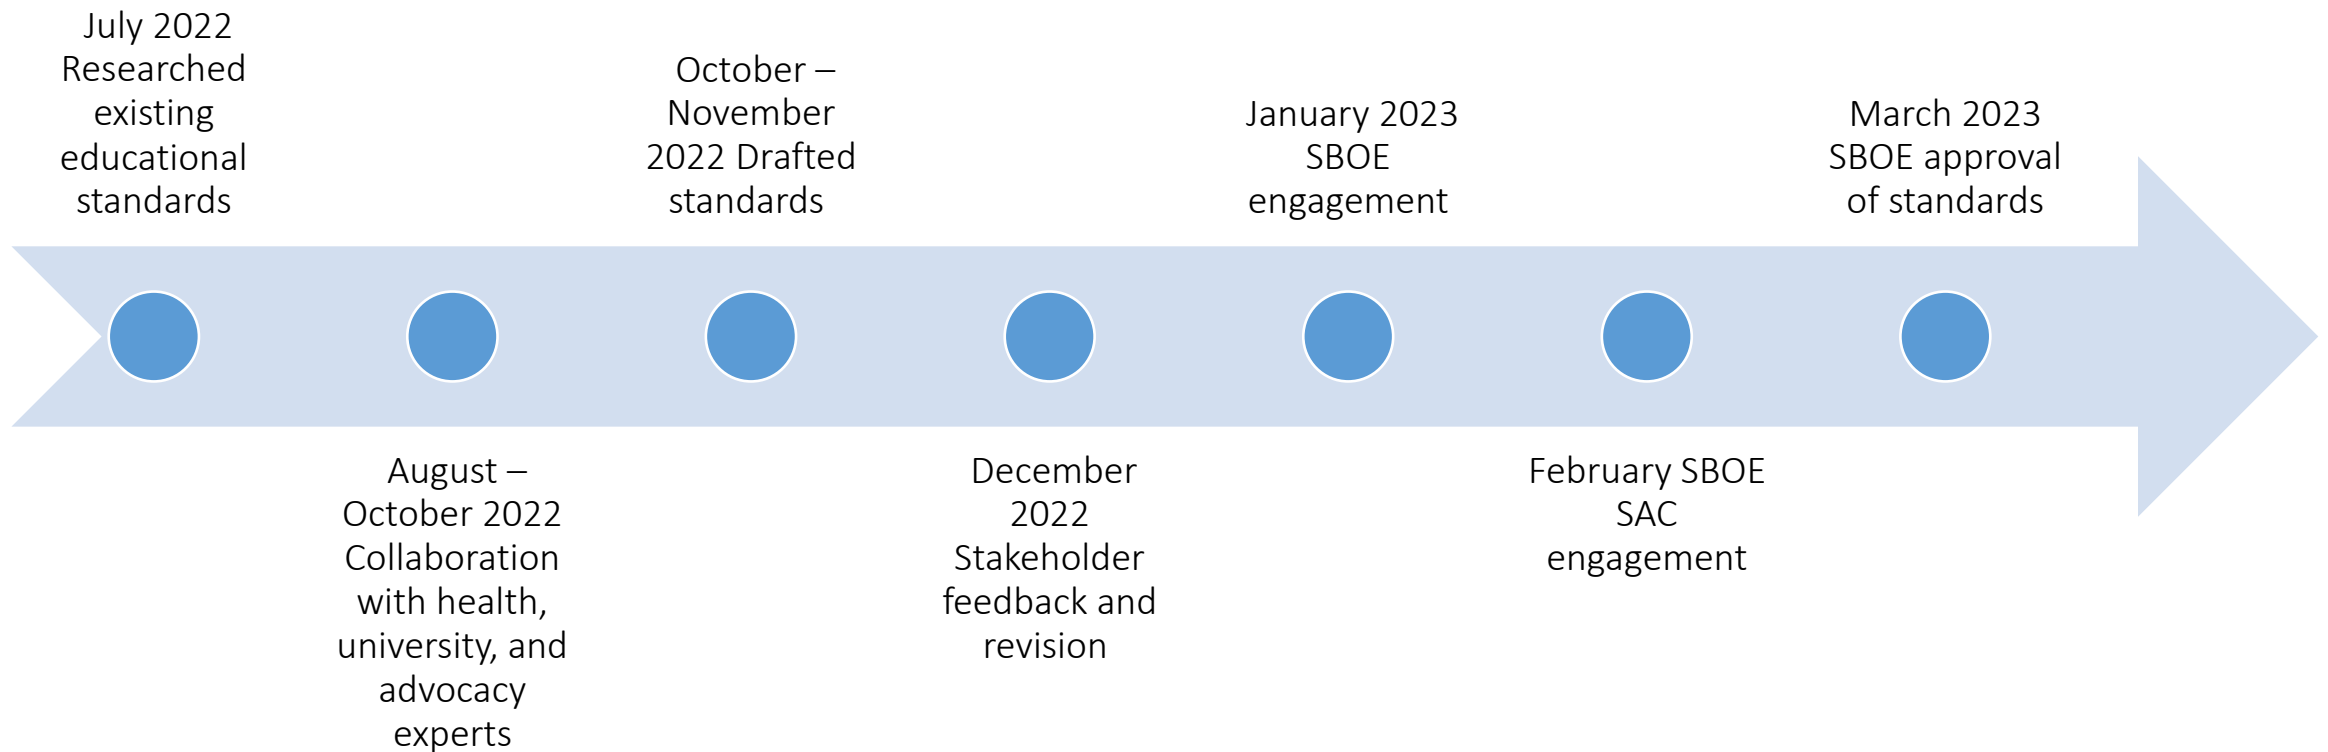 July 2022
Researched
existing
educational
standards
August –
October 2022
Collaboration
with health,
university, and
advocacy
experts
October –
November
2022 Drafted
standards
December
2022
Stakeholder
feedback and
revision
January 2023
SBOE
engagement
February SBOE
SAC
engagement
March 2023
SBOE approval
of standards